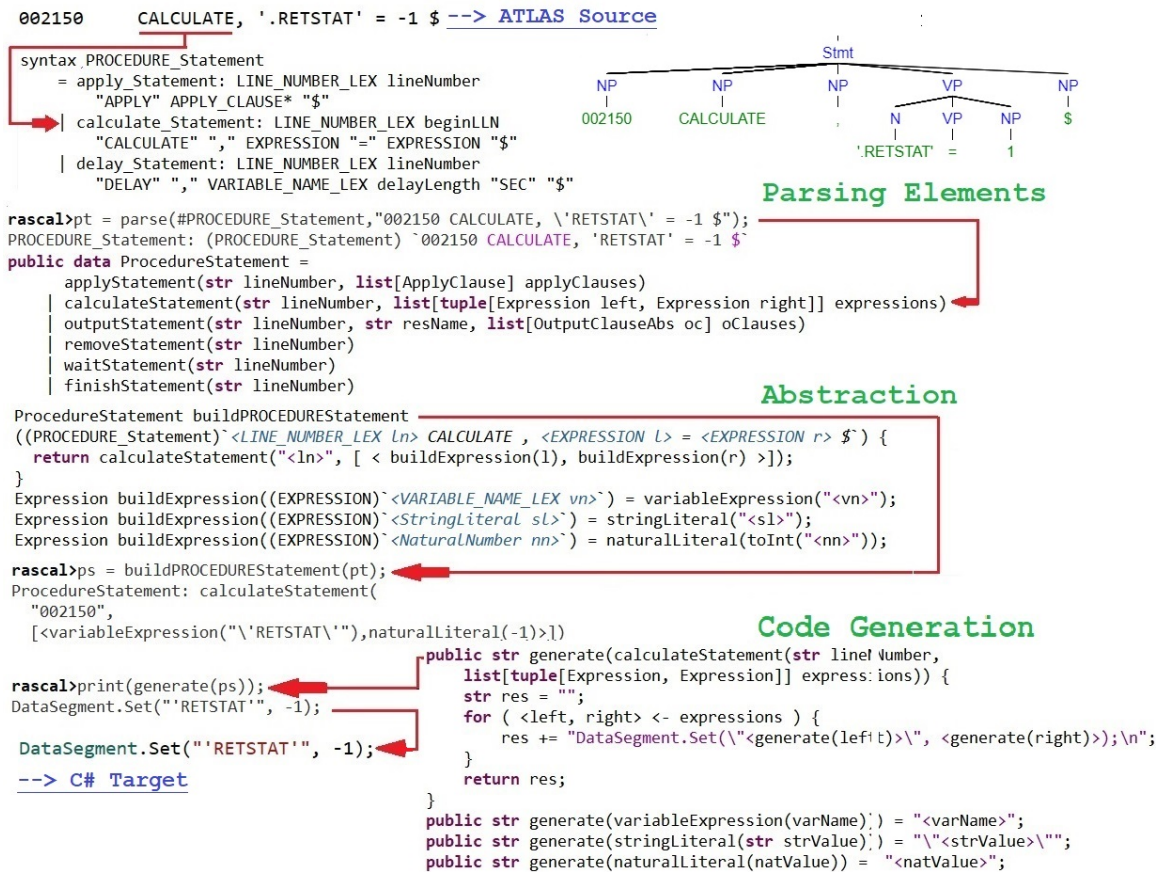 002150 CALCULATE, '.RETSTAT' = -1 $ --> ATLAS Source
syntax PROCEDURE_Statement
= apply_Statement: LINE_NUMBER_LEX lineNumber
"APPLY" APPLY_CLAUSE* "$"
| calculate_Statement: LINE_NUMBER_LEX beginLLN
"CALCULATE" "," EXPRESSION "=" EXPRESSION "$"
| delay_Statement: LINE_NUMBER_LEX lineNumber
"DELAY" "," VARIABLE_NAME_LEX delayLength "SEC" "$"
Stmt
NP NP NP VP NP
002150 CALCULATE , N VP NP $
'.RETSTAT' = 1
Parsing Elements
rascal>pt = parse(#PROCEDURE_Statement,"002150 CALCULATE, \'RETSTAT\' = -1 $");
PROCEDURE_Statement: (PROCEDURE_Statement) `002150 CALCULATE, 'RETSTAT' = -1 $`
public data ProcedureStatement =
applyStatement(str lineNumber, list[ApplyClause] applyClauses)
| calculateStatement(str lineNumber, list[tuple[Expression left, Expression right]] expressions)
| outputStatement(str lineNumber, str resName, list[OutputClauseAbs oc] oClauses)
| removeStatement(str lineNumber)
| waitStatement(str lineNumber)
| finishStatement(str lineNumber)
Abstraction
ProcedureStatement buildPROCEDUREStatement
((PROCEDURE_Statement)`<LINE_NUMBER_LEX ln> CALCULATE , <EXPRESSION l> = <EXPRESSION r> $`) {
return calculateStatement("<ln>", [ < buildExpression(l), buildExpression(r) >]);
}
Expression buildExpression((EXPRESSION)`<VARIABLE_NAME_LEX vn>`) = variableExpression("<vn>");
Expression buildExpression((EXPRESSION)`<StringLiteral sl>`) = stringLiteral("<sl>");
Expression buildExpression((EXPRESSION)`<NaturalNumber nn>`) = naturalLiteral(toInt("<nn>"));
rascal>ps = buildPROCEDUREStatement(pt);
ProcedureStatement: calculateStatement(
"002150",
[<variableExpression("\'RETSTAT\'"),naturalLiteral(-1)>])
Code Generation
public str generate(calculateStatement(str lineNumber,
list[tuple[Expression, Expression]] expressions)) {
str res = "";
for ( <left, right> <- expressions ) {
res += "DataSegment.Set(\"<generate(left)>\", <generate(right)>);\n";
}
return res;
}
public str generate(variableExpression(varName)) = "<varName>";
public str generate(stringLiteral(str strValue)) = "\"<strValue>\"";
public str generate(naturalLiteral(natValue)) = "<natValue>";
rascal>print(generate(ps));
DataSegment.Set("'RETSTAT'", -1);
DataSegment.Set("'RETSTAT'", -1);
--> C# Target